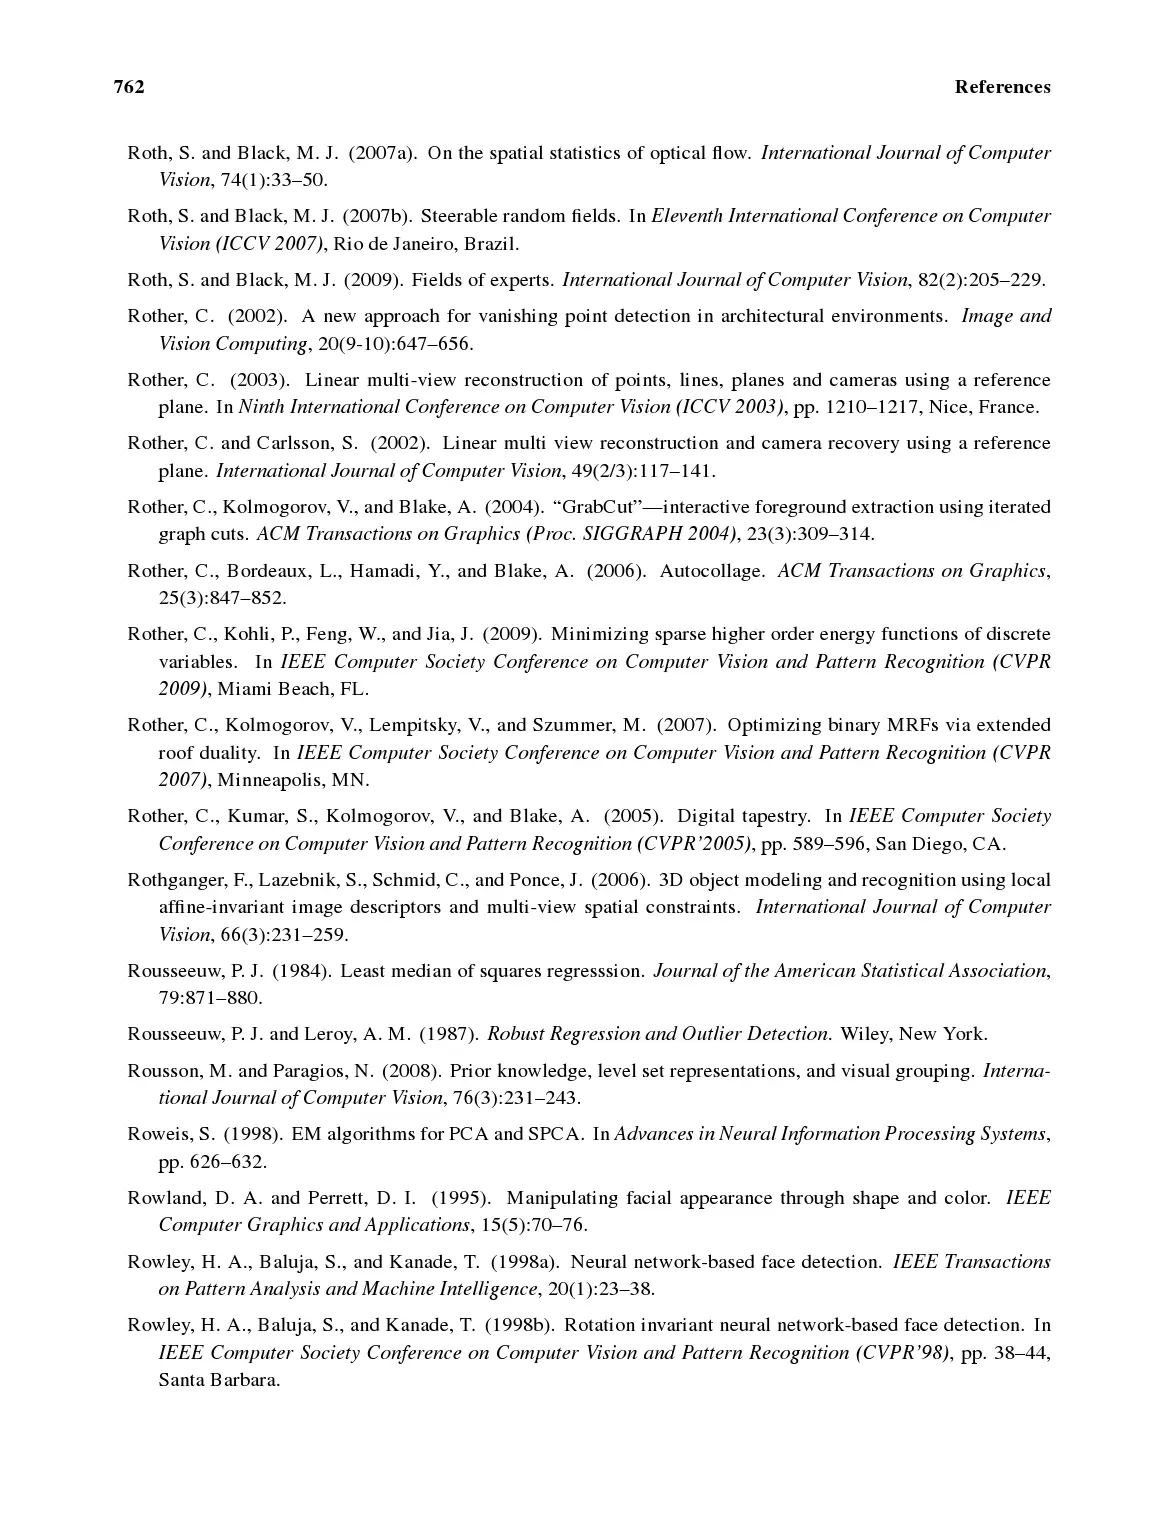 762 References
Roth, S. and Black, M. J. (2007a). On the spatial statistics of optical flow. International Journal of Computer
Vision, 74(1):33–50.
Roth, S. and Black, M. J. (2007b). Steerable random fields. In Eleventh International Conference on Computer
Vision (ICCV 2007), Rio de Janeiro, Brazil.
Roth, S. and Black, M. J. (2009). Fields of experts. International Journal of Computer Vision, 82(2):205–229.
Rother, C. (2002). A new approach for vanishing point detection in architectural environments. Image and
Vision Computing, 20(9-10):647–656.
Rother, C. (2003). Linear multi-view reconstruction of points, lines, planes and cameras using a reference
plane. In Ninth International Conference on Computer Vision (ICCV 2003), pp. 1210–1217, Nice, France.
Rother, C. and Carlsson, S. (2002). Linear multi view reconstruction and camera recovery using a reference
plane. International Journal of Computer Vision, 49(2/3):117–141.
Rother, C., Kolmogorov, V., and Blake, A. (2004). “GrabCut”—interactive foreground extraction using iterated
graph cuts. ACM Transactions on Graphics (Proc. SIGGRAPH 2004), 23(3):309–314.
Rother, C., Bordeaux, L., Hamadi, Y., and Blake, A. (2006). Autocollage. ACM Transactions on Graphics,
25(3):847–852.
Rother, C., Kohli, P., Feng, W., and Jia, J. (2009). Minimizing sparse higher order energy functions of discrete
variables. In IEEE Computer Society Conference on Computer Vision and Pattern Recognition (CVPR
2009), Miami Beach, FL.
Rother, C., Kolmogorov, V., Lempitsky, V., and Szummer, M. (2007). Optimizing binary MRFs via extended
roof duality. In IEEE Computer Society Conference on Computer Vision and Pattern Recognition (CVPR
2007), Minneapolis, MN.
Rother, C., Kumar, S., Kolmogorov, V., and Blake, A. (2005). Digital tapestry. In IEEE Computer Society
Conference on Computer Vision and Pattern Recognition (CVPR’2005), pp. 589–596, San Diego, CA.
Rothganger, F., Lazebnik, S., Schmid, C., and Ponce, J. (2006). 3D object modeling and recognition using local
affine-invariant image descriptors and multi-view spatial constraints. International Journal of Computer
Vision, 66(3):231–259.
Rousseeuw, P. J. (1984). Least median of squares regresssion. Journal of the American Statistical Association,
79:871–880.
Rousseeuw, P. J. and Leroy, A. M. (1987). Robust Regression and Outlier Detection. Wiley, New York.
Rousson, M. and Paragios, N. (2008). Prior knowledge, level set representations, and visual grouping. Interna-
tional Journal of Computer Vision, 76(3):231–243.
Roweis, S. (1998). EM algorithms for PCA and SPCA. In Advances in Neural Information Processing Systems,
pp. 626–632.
Rowland, D. A. and Perrett, D. I. (1995). Manipulating facial appearance through shape and color. IEEE
Computer Graphics and Applications, 15(5):70–76.
Rowley, H. A., Baluja, S., and Kanade, T. (1998a). Neural network-based face detection. IEEE Transactions
on Pattern Analysis and Machine Intelligence, 20(1):23–38.
Rowley, H. A., Baluja, S., and Kanade, T. (1998b). Rotation invariant neural network-based face detection. In
IEEE Computer Society Conference on Computer Vision and Pattern Recognition (CVPR’98), pp. 38–44,
Santa Barbara.